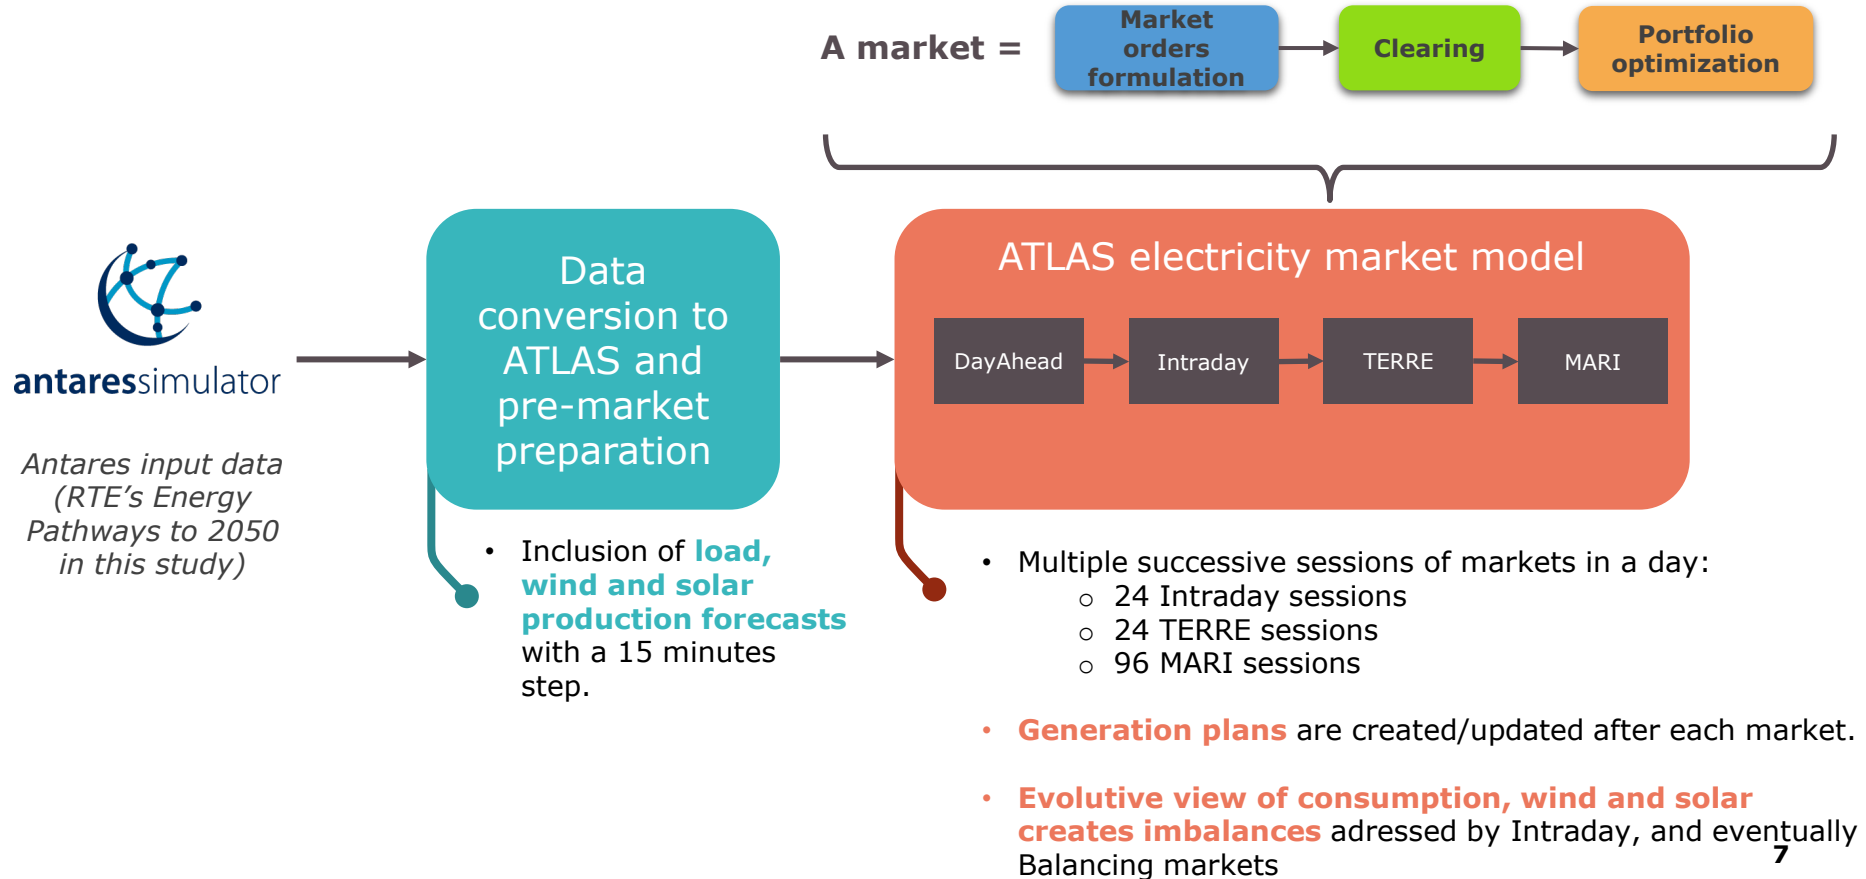 A market =
Market
orders
formulation
Clearing
Portfolio
optimization
antaressimulator
Antares input data
(RTE’s Energy
Pathways to 2050
in this study)
Data
conversion to
ATLAS and
pre-market
preparation
• Inclusion of load,
wind and solar
production forecasts
with a 15 minutes
step.
ATLAS electricity market model
DayAhead
Intraday
TERRE
MARI
• Multiple successive sessions of markets in a day:
o 24 Intraday sessions
o 24 TERRE sessions
o 96 MARI sessions
• Generation plans are created/updated after each market.
• Evolutive view of consumption, wind and solar
creates imbalances adressed by Intraday, and eventually
Balancing markets
7